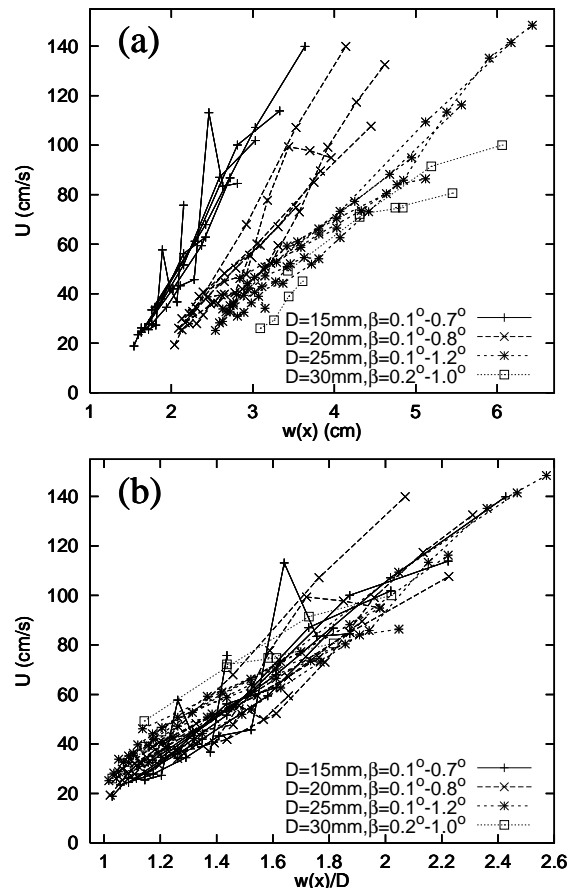 (a)
140
120
100
80
60
40
20
0
U (cm/s)
1 2 3 4 5 6
w(x) (cm)
D=15mm,β=0.1°-0.7°
D=20mm,β=0.1°-0.8°
D=25mm,β=0.1°-1.2°
D=30mm,β=0.2°-1.0°
(b)
140
120
100
80
60
40
20
0
U (cm/s)
1 1.2 1.4 1.6 1.8 2 2.2 2.4 2.6
w(x)/D
D=15mm,β=0.1°-0.7°
D=20mm,β=0.1°-0.8°
D=25mm,β=0.1°-1.2°
D=30mm,β=0.2°-1.0°